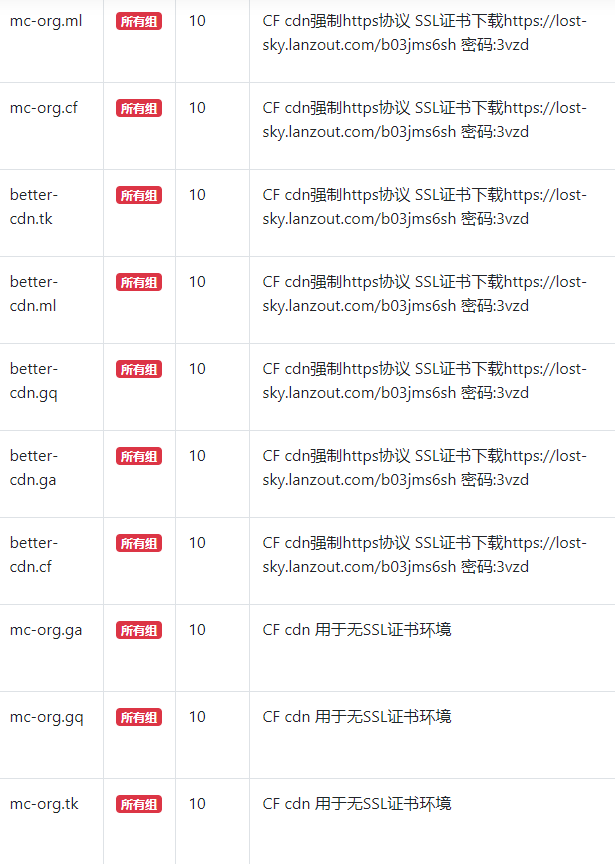 mc-org.ml 所有组 10 CF cdn强制https协议 SSL证书下载https://lost-
sky.lanzout.com/b03jms6sh 密码:3vzd
mc-org.cf 所有组 10 CF cdn强制https协议 SSL证书下载https://lost-
sky.lanzout.com/b03jms6sh 密码:3vzd
better- 所有组 10 CF cdn强制https协议 SSL证书下载https://lost-
cdn.tk sky.lanzout.com/b03jms6sh 密码:3vzd
better- 所有组 10 CF cdn强制https协议 SSL证书下载https://lost-
cdn.ml sky.lanzout.com/b03jms6sh 密码:3vzd
better- 所有组 10 CF cdn强制https协议 SSL证书下载https://lost-
cdn.gq sky.lanzout.com/b03jms6sh 密码:3vzd
better- 所有组 10 CF cdn强制https协议 SSL证书下载https://lost-
cdn.ga sky.lanzout.com/b03jms6sh 密码:3vzd
better- 所有组 10 CF cdn强制https协议 SSL证书下载https://lost-
cdn.cf sky.lanzout.com/b03jms6sh 密码:3vzd
mc-org.ga 所有组 10 CF cdn 用于无SSL证书环境
mc-org.gq 所有组 10 CF cdn 用于无SSL证书环境
mc-org.tk 所有组 10 CF cdn 用于无SSL证书环境